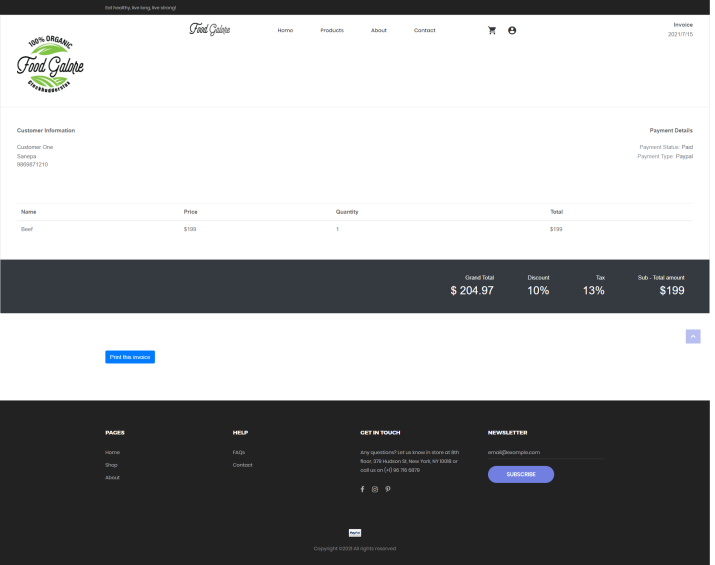 Eat healthy, live long, live strong!
Food Galore
Home
Products
About
Contact
Invoice
2021/7/15
100% ORGANIC
Food Galore
Customer Information
Payment Details
Customer One
Sanepa
9869871210
Payment Status: Paid
Payment Type: Paypal
Name
Price
Quantity
Total
Beef
$199
1
$199
Grand Total
Discount
Tax
Sub - Total amount
$ 204.97
10%
13%
$199
Print this invoice
PAGES
HELP
GET IN TOUCH
NEWSLETTER
Home
Shop
About
FAQs
Contact
Any questions? Let us know in store at 8th
floor, 379 Hudson St, New York, NY 10018 or
call us on (+1) 96 716 6879
email@example.com
SUBSCRIBE
PayPal
Copyright ©2021 All rights reserved